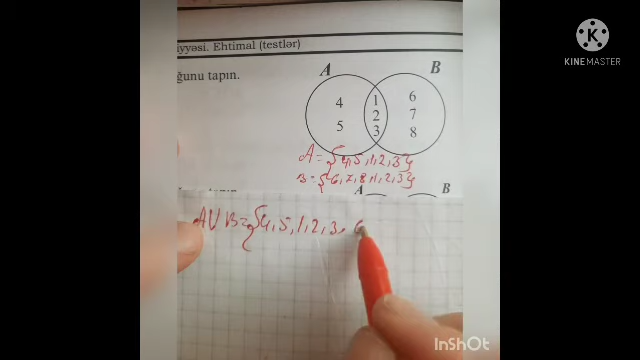 iyyəsi. Ehtimal (testlər)
ğunu tapın.
A B
4 1 6
2 7
5 3 8
A = {4,5,1,2,3}
B = {6,7,8,1,2,3}
A B
A∪B={4,5,1,2,3, 6
KINEMASTER
InShOt